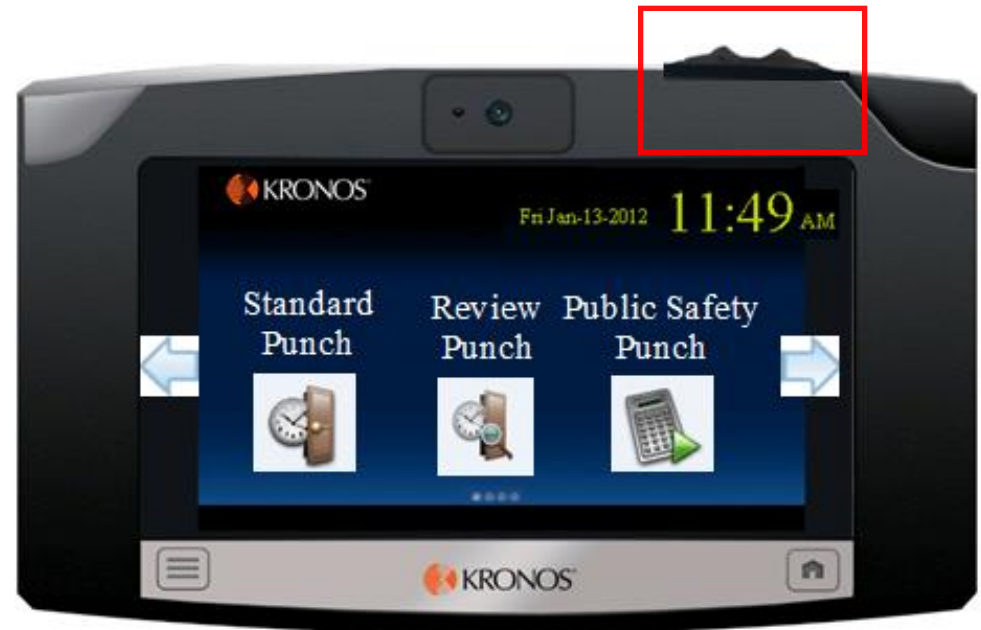 KRONOS
Fri Jan-13-2012 11:49 AM
Standard Punch
Review Punch
Public Safety Punch
KRONOS